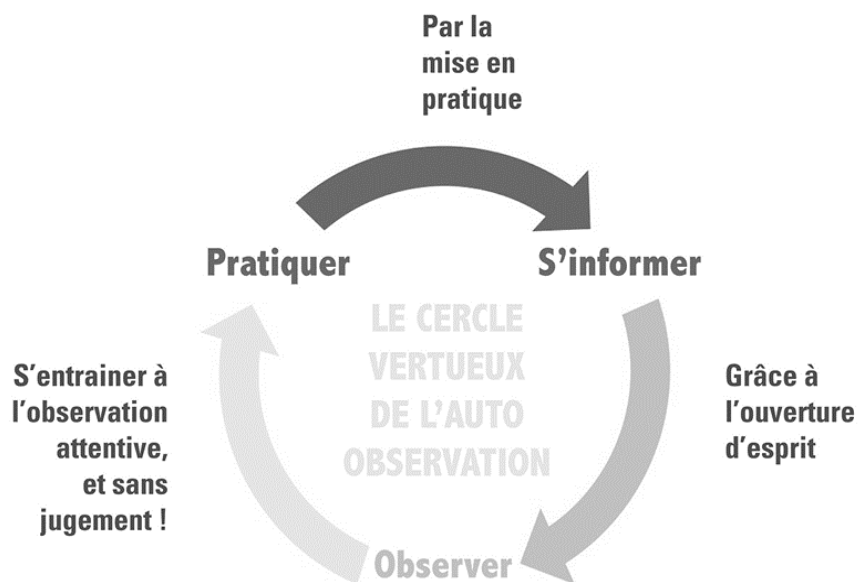 Par la
mise en
pratique
Pratiquer
S’informer
LE CERCLE
VERTUEUX
DE L’AUTO
OBSERVATION
Grâce à
l’ouverture
d’esprit
S’entrainer à
l’observation
attentive,
et sans
jugement !
Observer